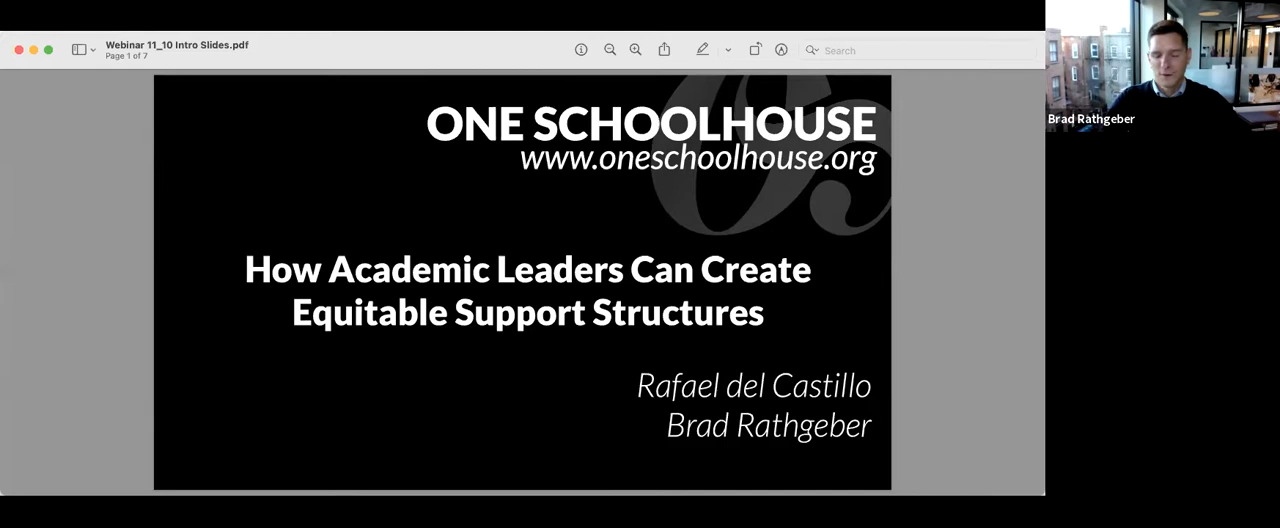 Webinar 11_10 Intro Slides.pdf
Page 1 of 7
Search
ONE SCHOOLHOUSE
www.oneschoolhouse.org
How Academic Leaders Can Create
Equitable Support Structures
Rafael del Castillo
Brad Rathgeber
Brad Rathgeber